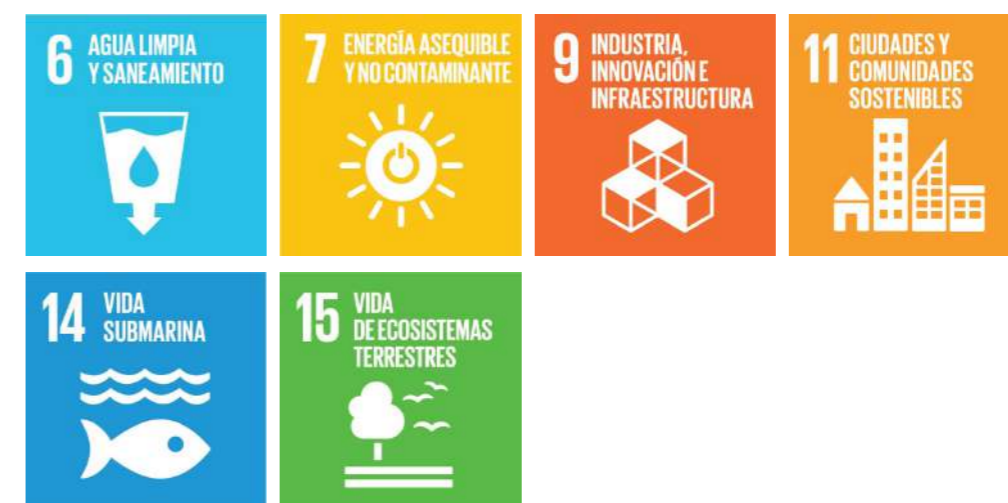 6 AGUA LIMPIA
Y SANEAMIENTO
7 ENERGÍA ASEQUIBLE
Y NO CONTAMINANTE
9 INDUSTRIA,
INNOVACIÓN E
INFRAESTRUCTURA
11 CIUDADES Y
COMUNIDADES
SOSTENIBLES
14 VIDA
SUBMARINA
15 VIDA
DE ECOSISTEMAS
TERRESTRES